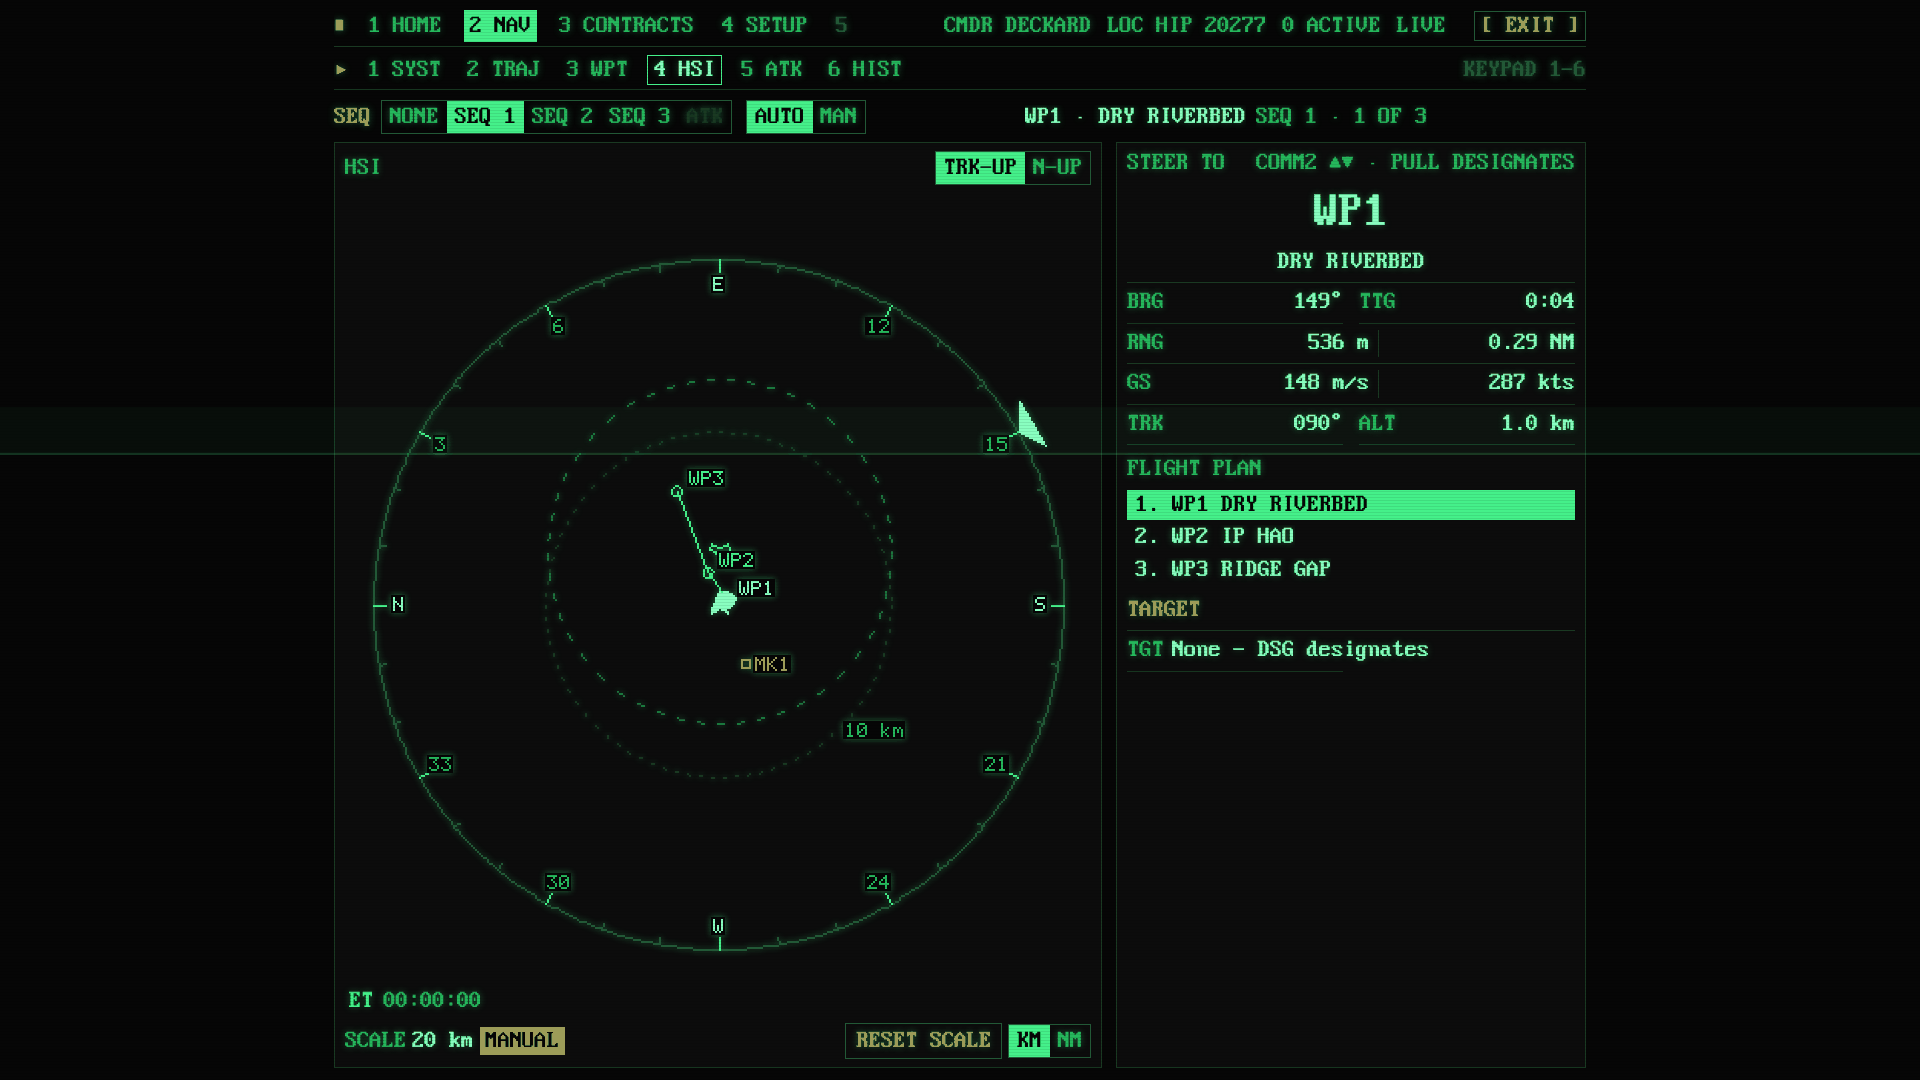 1 HOME 2 NAV 3 CONTRACTS 4 SETUP 5 CMDR DECKARD LOC HIP 20277 0 ACTIVE LIVE [ EXIT ]
1 SYST 2 TRAJ 3 WPT 4 HSI 5 ATK 6 HIST KEYPAD 1-6
SEQ NONE SEQ 1 SEQ 2 SEQ 3 ATK AUTO MAN WP1 · DRY RIVERBED SEQ 1 · 1 OF 3
HSI TRK-UP N-UP
E
6 12
3 15
WP3
WP2
WP1
N S
MK1
10 km
33 21
30 24
W
ET 00:00:00
SCALE 20 km MANUAL RESET SCALE KM NM
STEER TO COMM2 ▲▼ · PULL DESIGNATES
WP1
DRY RIVERBED
BRG 149° TTG 0:04
RNG 536 m 0.29 NM
GS 148 m/s 287 kts
TRK 090° ALT 1.0 km
FLIGHT PLAN
1. WP1 DRY RIVERBED
2. WP2 IP HAO
3. WP3 RIDGE GAP
TARGET
TGT None - DSG designates